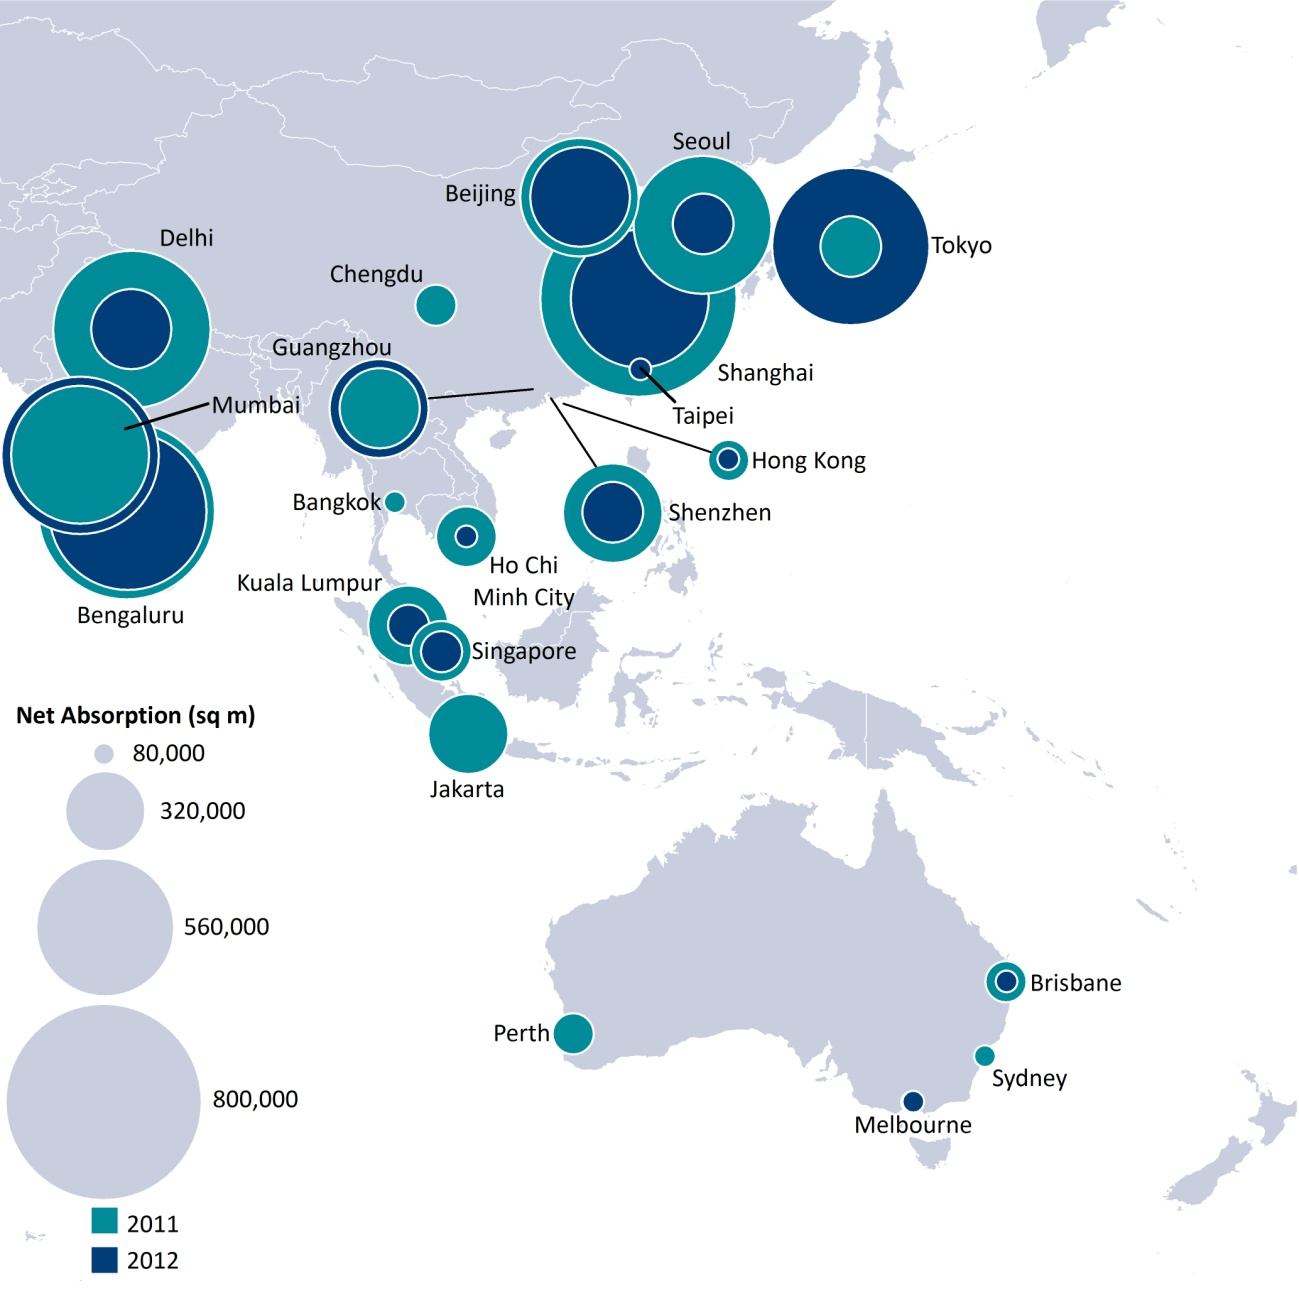 Seoul
Beijing
Delhi
Tokyo
Chengdu
Guangzhou
Shanghai
Mumbai
Taipei
Hong Kong
Bangkok
Shenzhen
Ho Chi
Minh City
Kuala Lumpur
Bengaluru
Singapore
Net Absorption (sq m)
80,000
Jakarta
320,000
560,000
Brisbane
Perth
Sydney
800,000
Melbourne
2011
2012